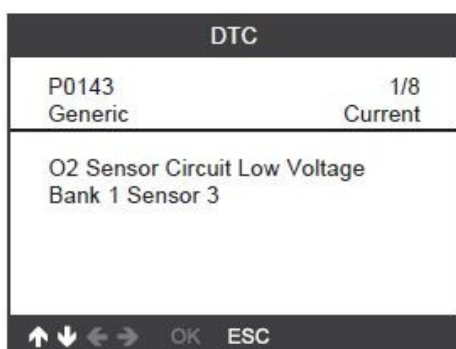 DTC
P0143 1/8
Generic Current
O2 Sensor Circuit Low Voltage
Bank 1 Sensor 3
OK ESC